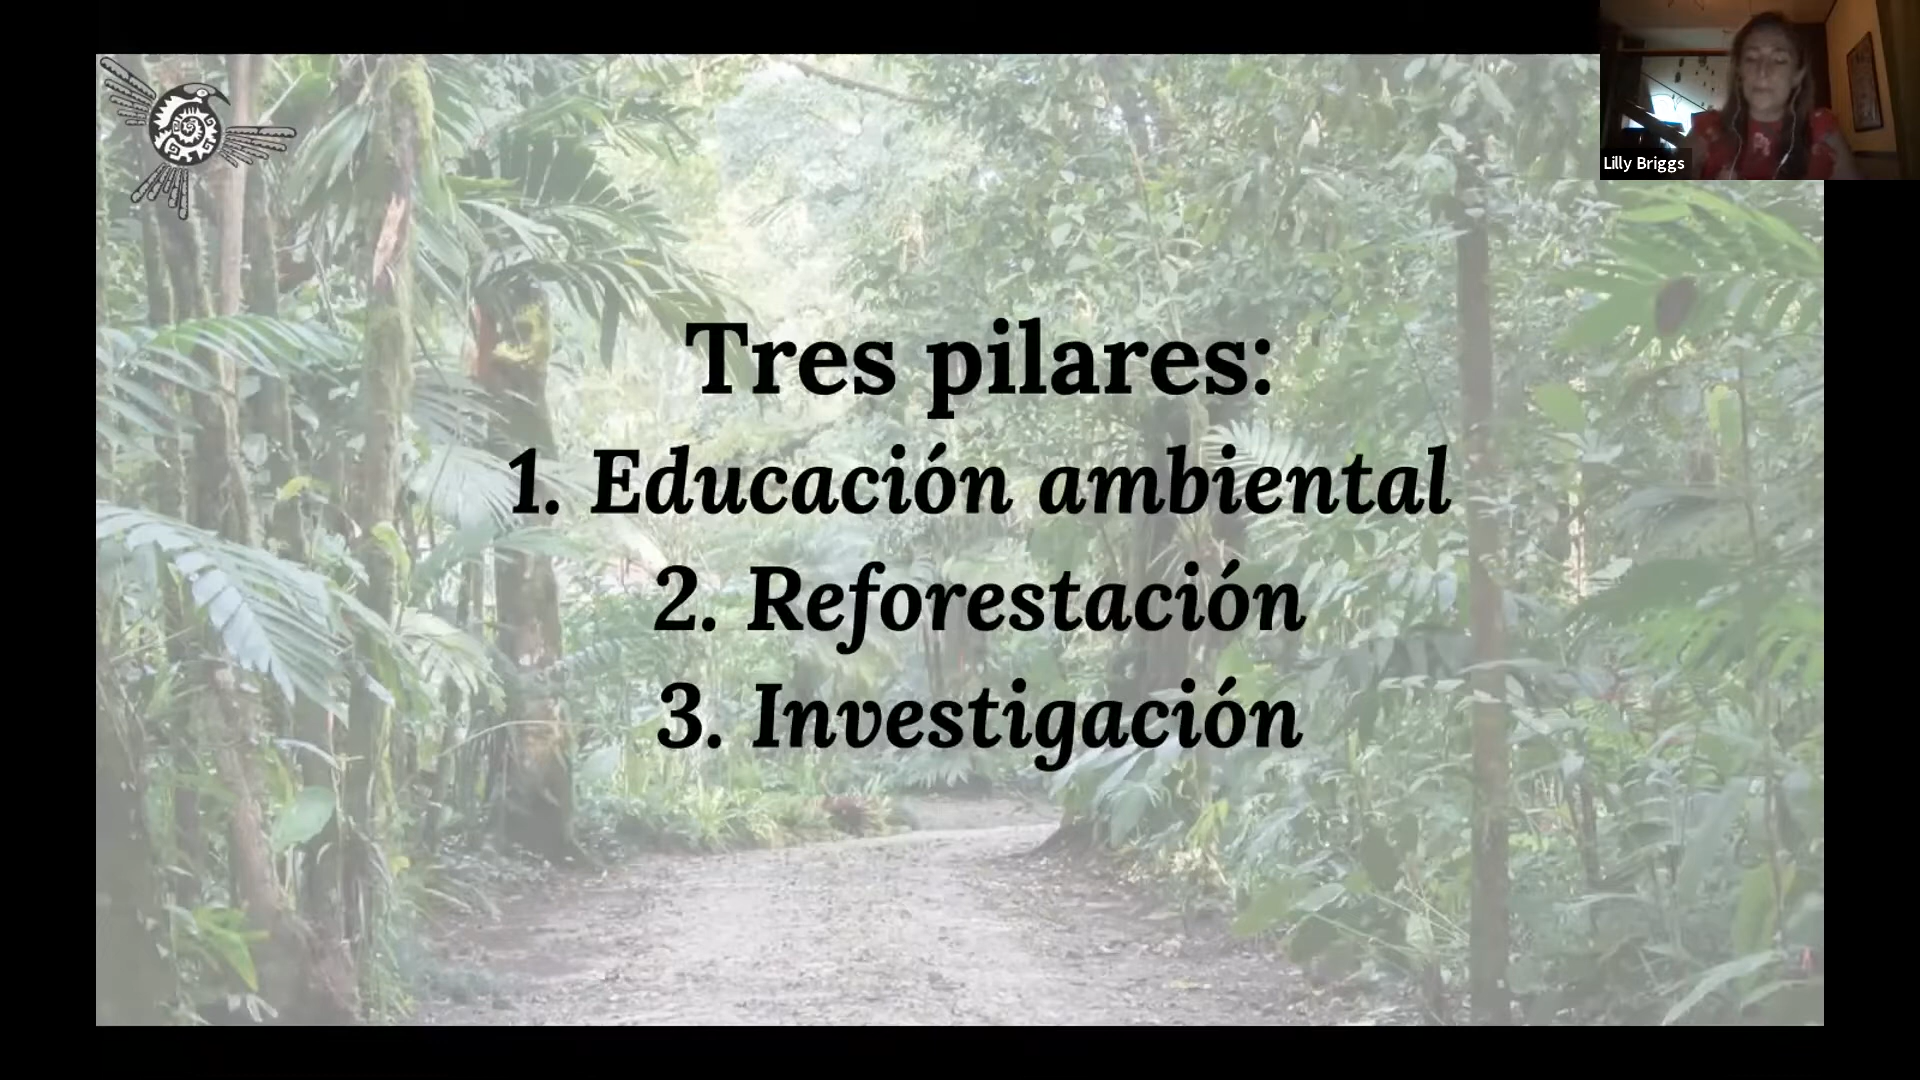 Lilly Briggs
Tres pilares:
1. Educación ambiental
2. Reforestación
3. Investigación